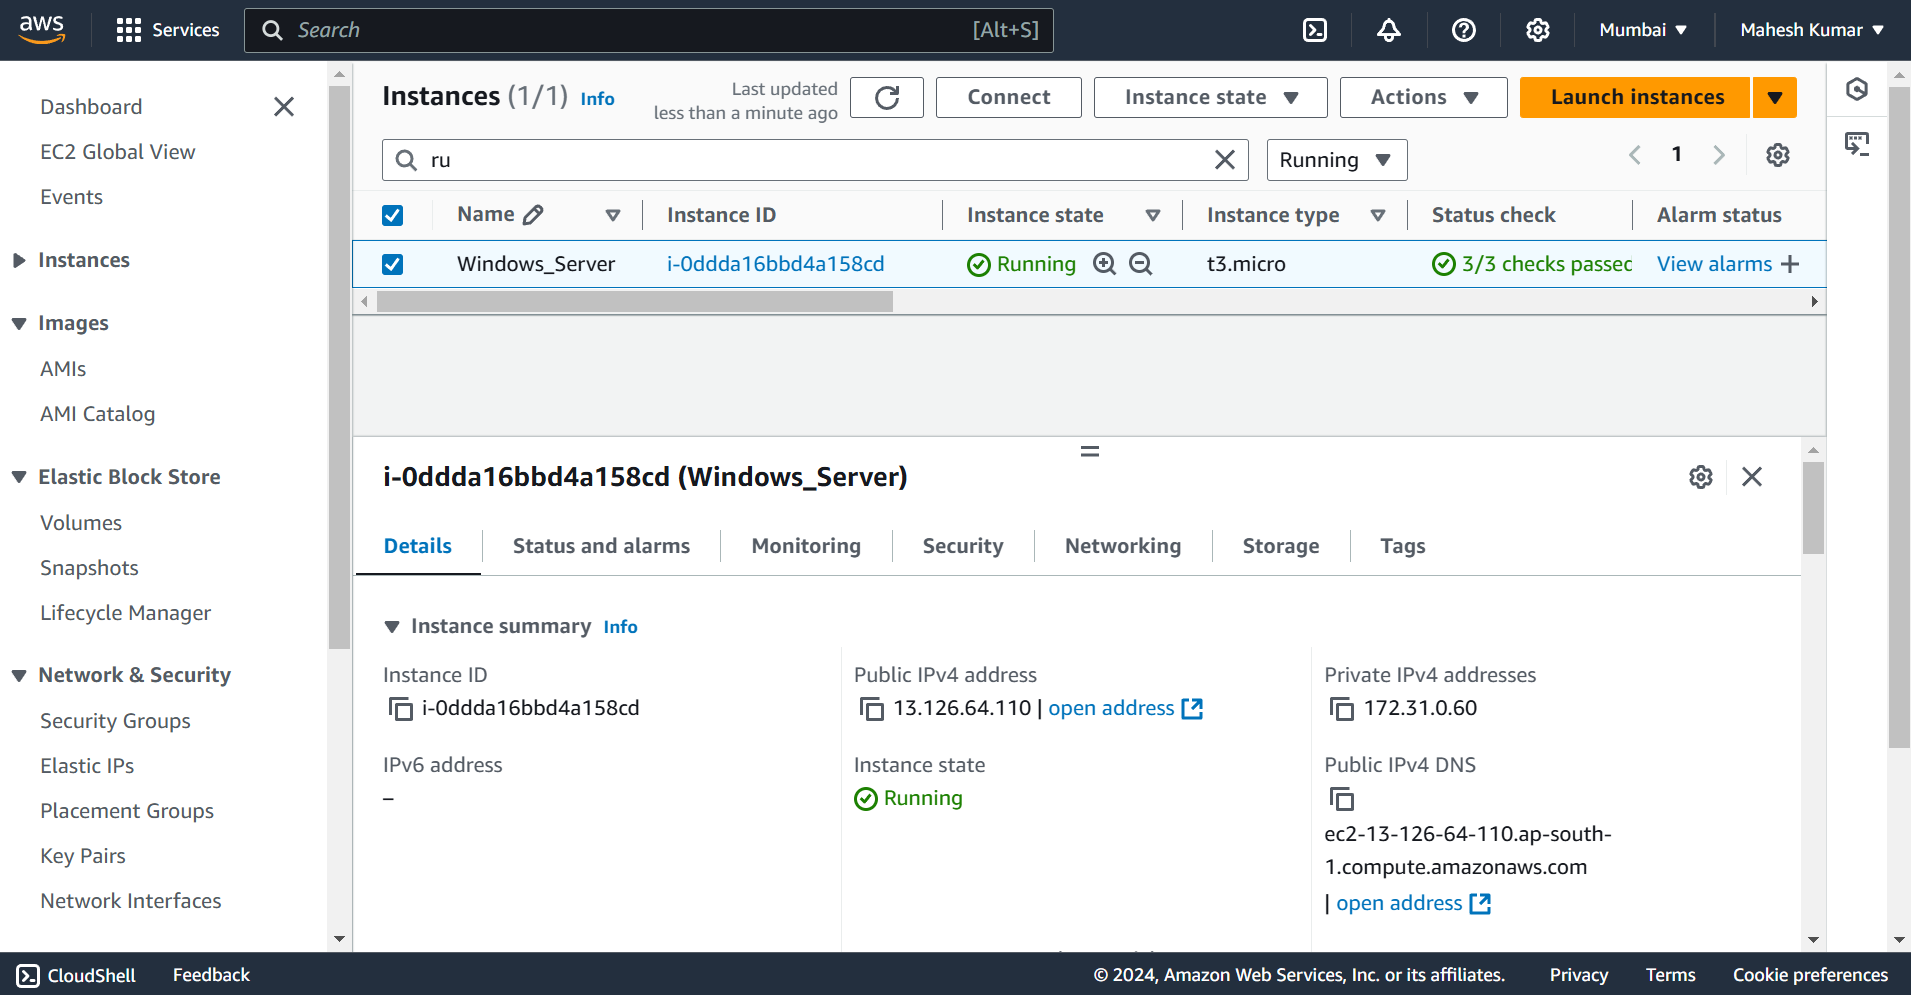 aws
Services
Search
[Alt+S]
Mumbai
Mahesh Kumar
Dashboard
EC2 Global View
Events
Instances
Images
AMIs
AMI Catalog
Elastic Block Store
Volumes
Snapshots
Lifecycle Manager
Network & Security
Security Groups
Elastic IPs
Placement Groups
Key Pairs
Network Interfaces
Instances (1/1) Info
Last updated
less than a minute ago
Connect
Instance state
Actions
Launch instances
ru
Running
1
Name
Instance ID
Instance state
Instance type
Status check
Alarm status
Windows_Server
i-0ddda16bbd4a158cd
Running
t3.micro
3/3 checks passed
View alarms
i-0ddda16bbd4a158cd (Windows_Server)
Details
Status and alarms
Monitoring
Security
Networking
Storage
Tags
Instance summary Info
Instance ID
i-0ddda16bbd4a158cd
Public IPv4 address
13.126.64.110 | open address
Private IPv4 addresses
172.31.0.60
IPv6 address
–
Instance state
Running
Public IPv4 DNS
ec2-13-126-64-110.ap-south-
1.compute.amazonaws.com
| open address
CloudShell
Feedback
© 2024, Amazon Web Services, Inc. or its affiliates.
Privacy
Terms
Cookie preferences